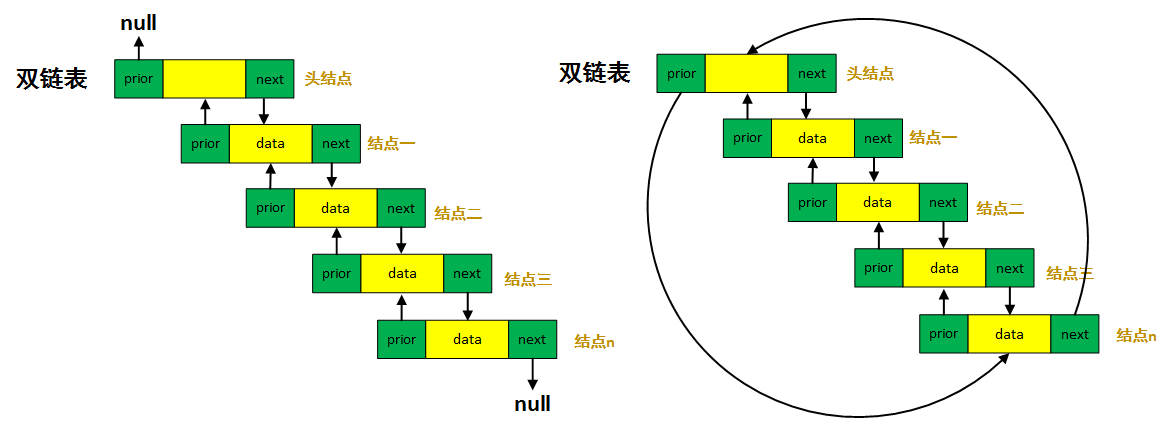 null
双链表
prior
next
头结点
prior
data
next
结点一
prior
data
next
结点二
prior
data
next
结点三
prior
data
next
结点n
null
双链表
prior
next
头结点
prior
data
next
结点一
prior
data
next
结点二
prior
data
next
结点三
prior
data
next
结点n